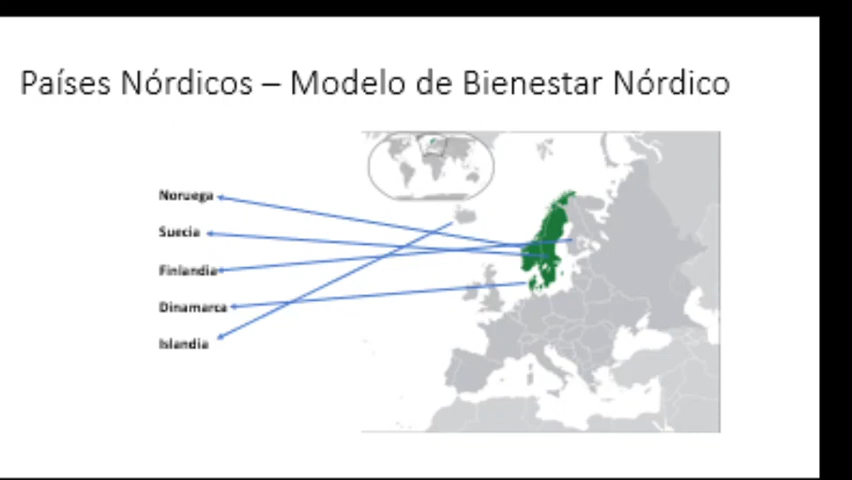 Países Nórdicos – Modelo de Bienestar Nórdico
Noruega
Suecia
Finlandia
Dinamarca
Islandia